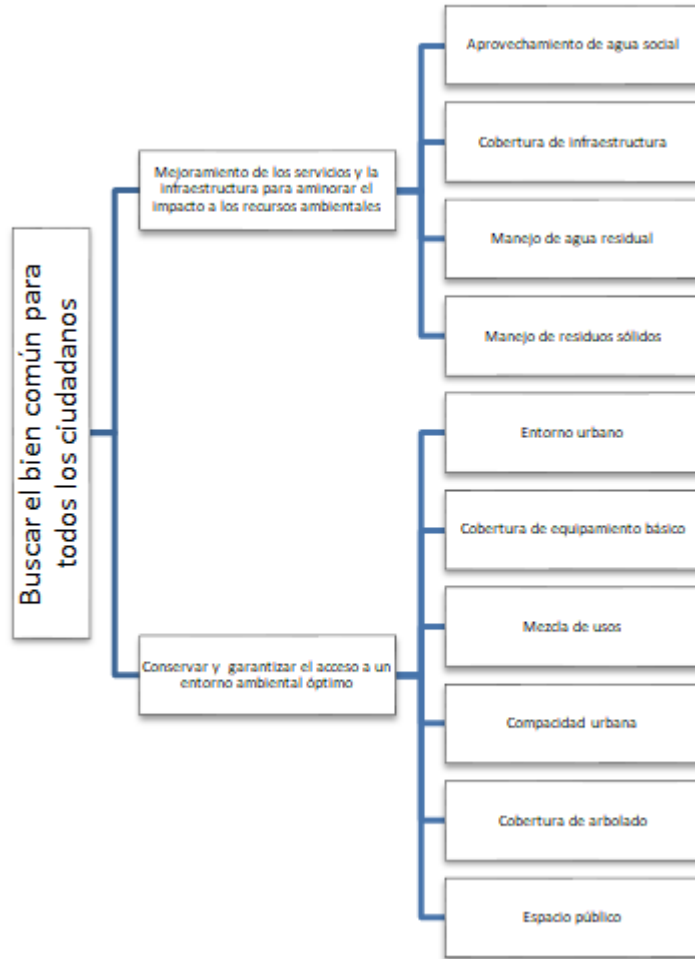 Buscar el bien común para
todos los ciudadanos
Mejoramiento de los servicios y la
infraestructura para aminorar el
impacto a los recursos ambientales
Aprovechamiento de agua social
Cobertura de infraestructura
Manejo de agua residual
Manejo de residuos sólidos
Conservar y garantizar el acceso a un
entorno ambiental óptimo
Entorno urbano
Cobertura de equipamiento básico
Mezcla de usos
Compacidad urbana
Cobertura de arbolado
Espacio público